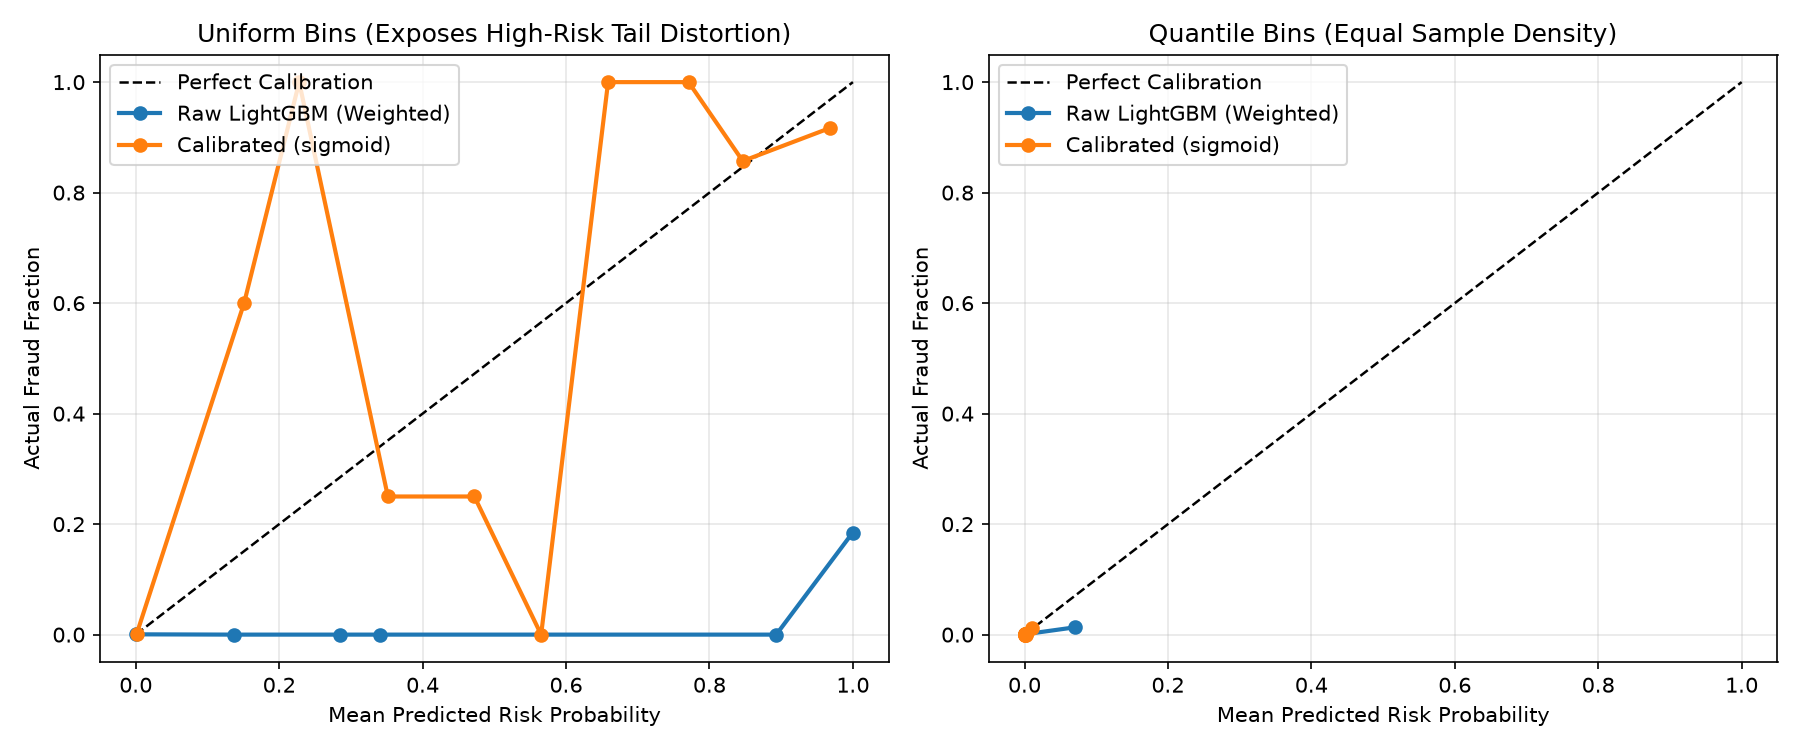 Uniform Bins (Exposes High-Risk Tail Distortion)
Perfect Calibration
Raw LightGBM (Weighted)
Calibrated (sigmoid)
1.0
0.8
0.6
0.4
0.2
0.0
Actual Fraud Fraction
0.0 0.2 0.4 0.6 0.8 1.0
Mean Predicted Risk Probability
Quantile Bins (Equal Sample Density)
Perfect Calibration
Raw LightGBM (Weighted)
Calibrated (sigmoid)
1.0
0.8
0.6
0.4
0.2
0.0
Actual Fraud Fraction
0.0 0.2 0.4 0.6 0.8 1.0
Mean Predicted Risk Probability